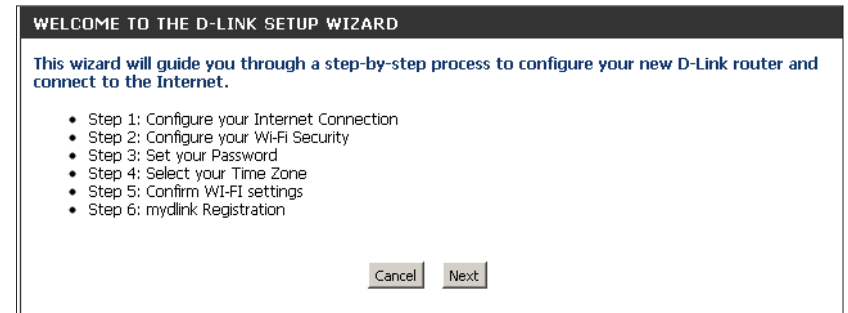 WELCOME TO THE D-LINK SETUP WIZARD
This wizard will guide you through a step-by-step process to configure your new D-Link router and
connect to the Internet.
• Step 1: Configure your Internet Connection
• Step 2: Configure your Wi-Fi Security
• Step 3: Set your Password
• Step 4: Select your Time Zone
• Step 5: Confirm WI-FI settings
• Step 6: mydlink Registration
Cancel Next